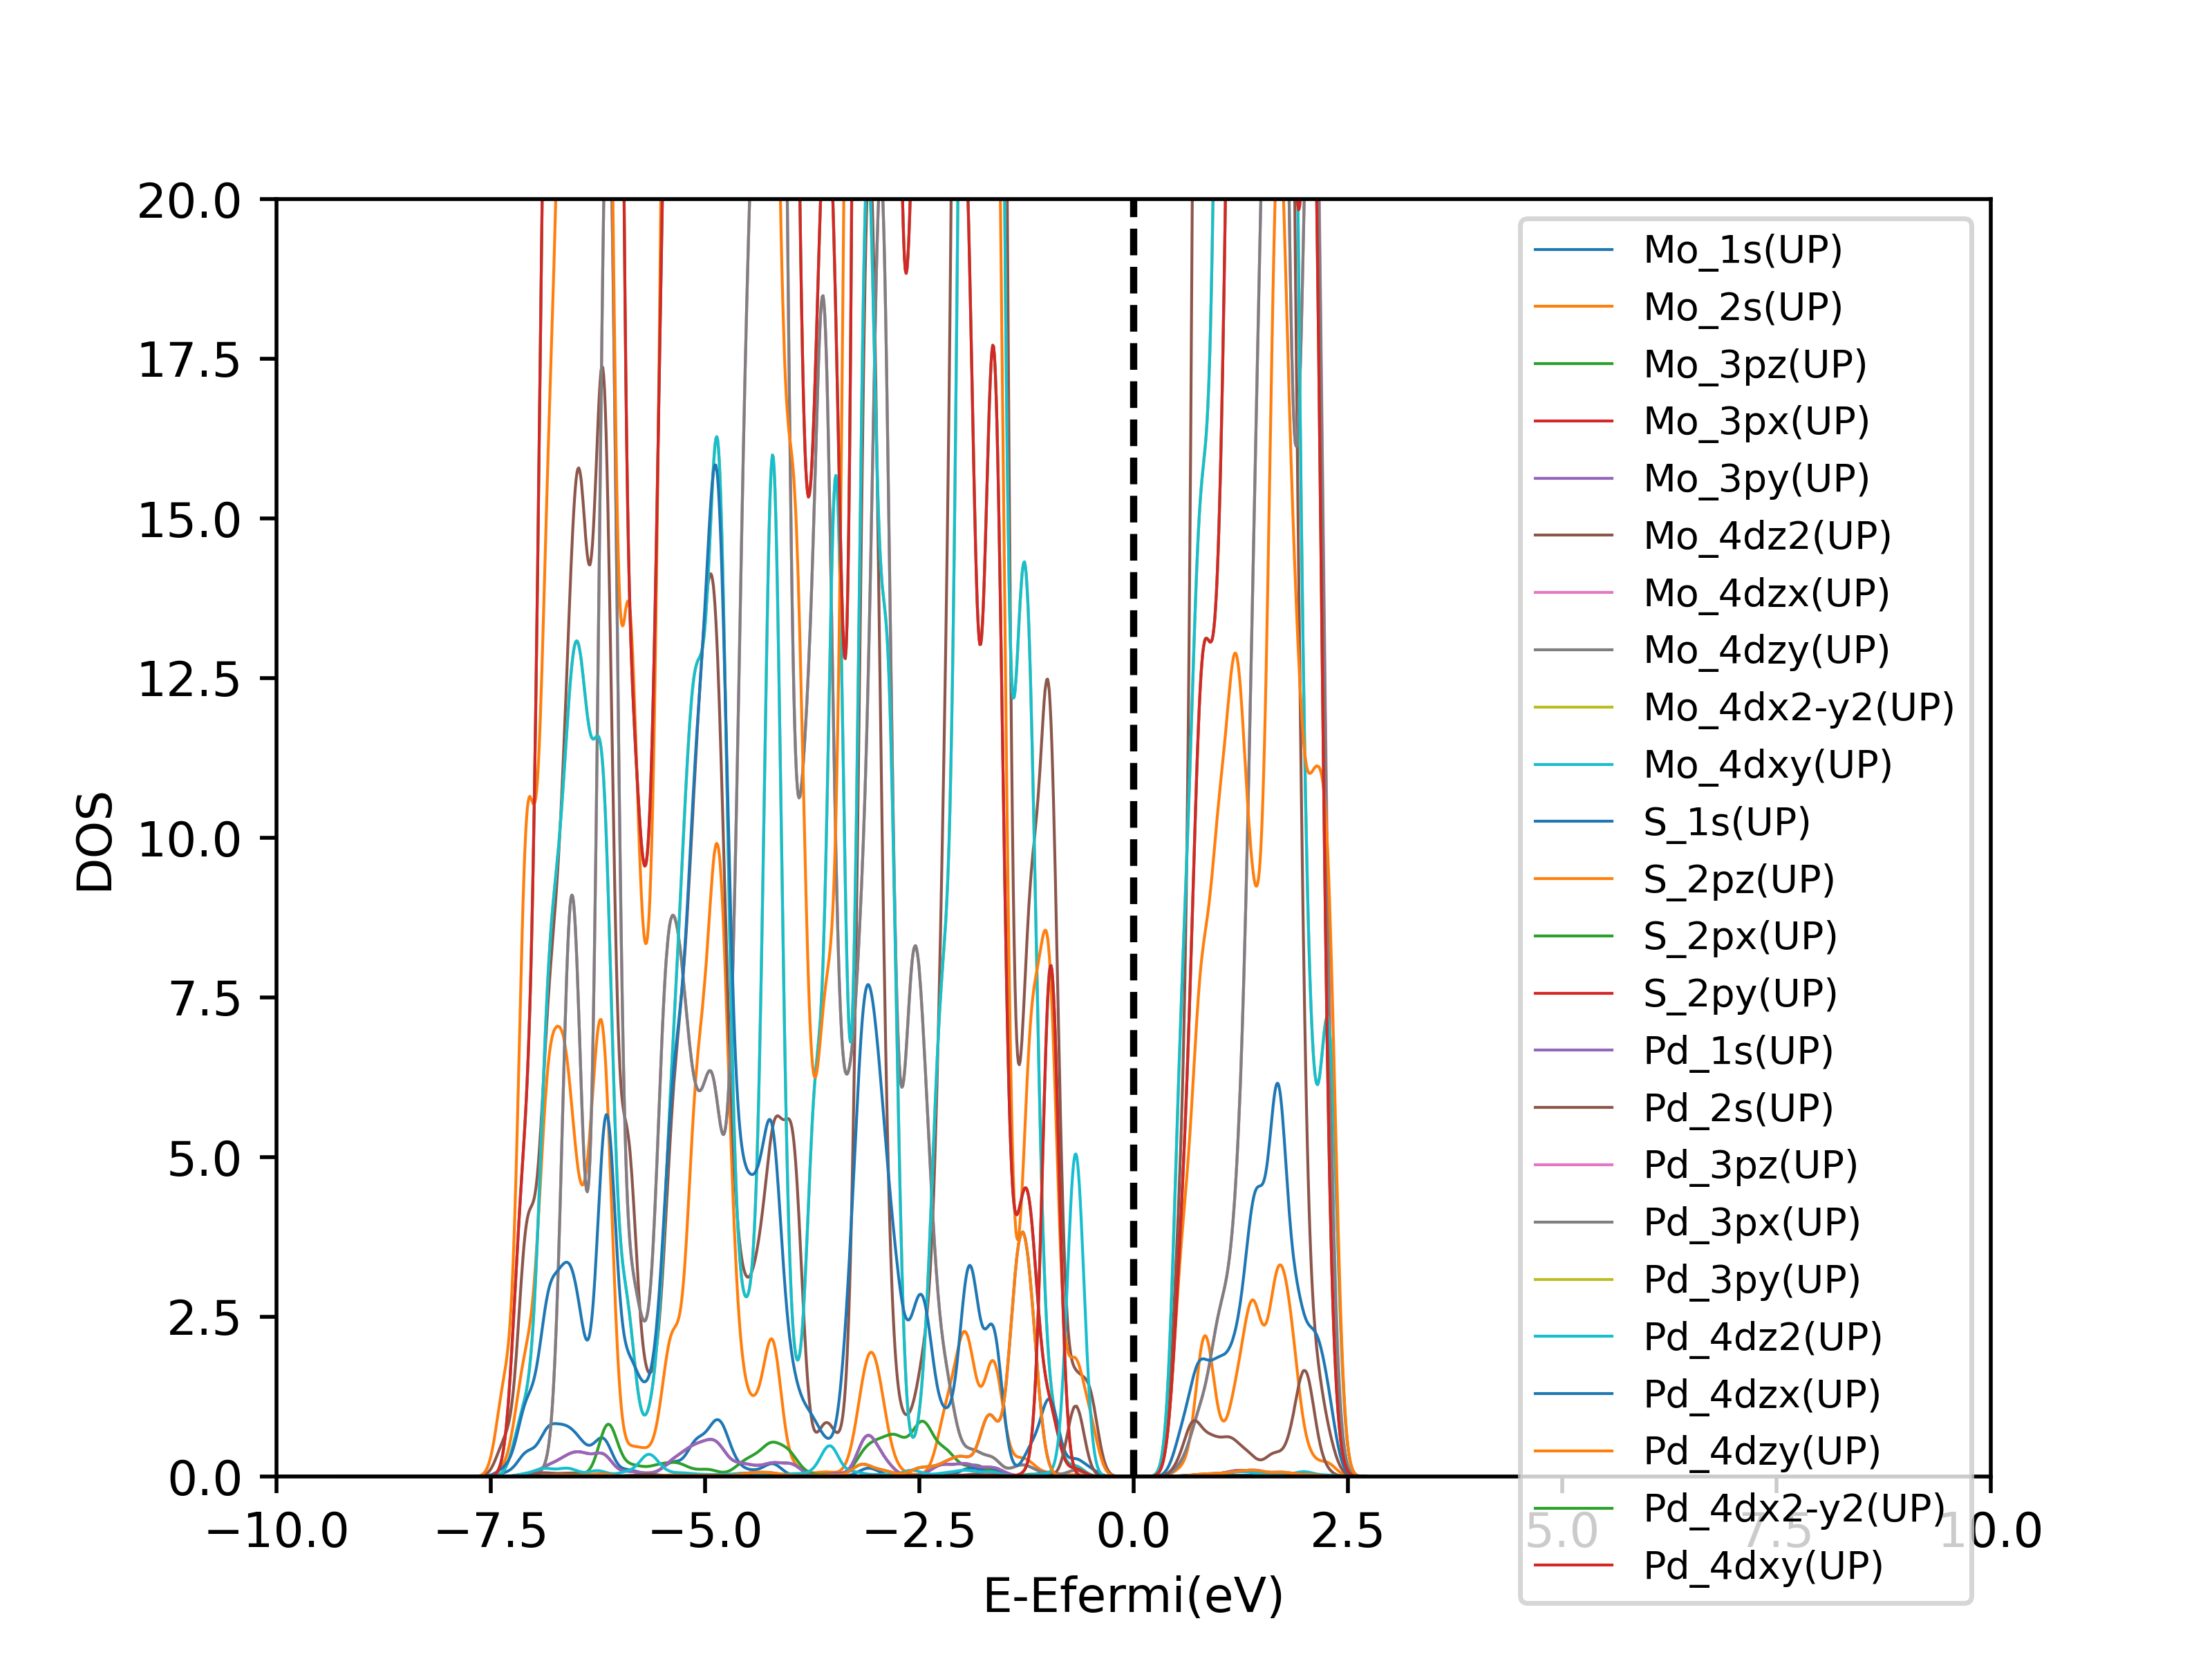 20.0
17.5
15.0
12.5
10.0
7.5
5.0
2.5
0.0
DOS
−10.0 −7.5 −5.0 −2.5 0.0 2.5 5.0 7.5 10.0
E-Efermi(eV)
Mo_1s(UP)
Mo_2s(UP)
Mo_3pz(UP)
Mo_3px(UP)
Mo_3py(UP)
Mo_4dz2(UP)
Mo_4dzx(UP)
Mo_4dzy(UP)
Mo_4dx2-y2(UP)
Mo_4dxy(UP)
S_1s(UP)
S_2pz(UP)
S_2px(UP)
S_2py(UP)
Pd_1s(UP)
Pd_2s(UP)
Pd_3pz(UP)
Pd_3px(UP)
Pd_3py(UP)
Pd_4dz2(UP)
Pd_4dzx(UP)
Pd_4dzy(UP)
Pd_4dx2-y2(UP)
Pd_4dxy(UP)